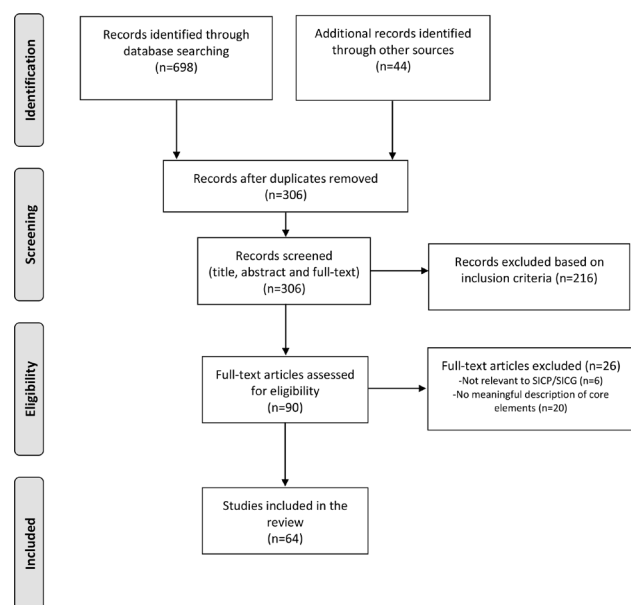 Identification
Records identified through
database searching
(n=698)
Additional records identified
through other sources
(n=44)
Screening
Records after duplicates removed
(n=306)
Records screened
(title, abstract and full-text)
(n=306)
Records excluded based on
inclusion criteria (n=216)
Eligibility
Full-text articles assessed
for eligibility
(n=90)
Full-text articles excluded (n=26)
-Not relevant to SICP/SICG (n=6)
-No meaningful description of core
elements (n=20)
Included
Studies included in the
review
(n=64)